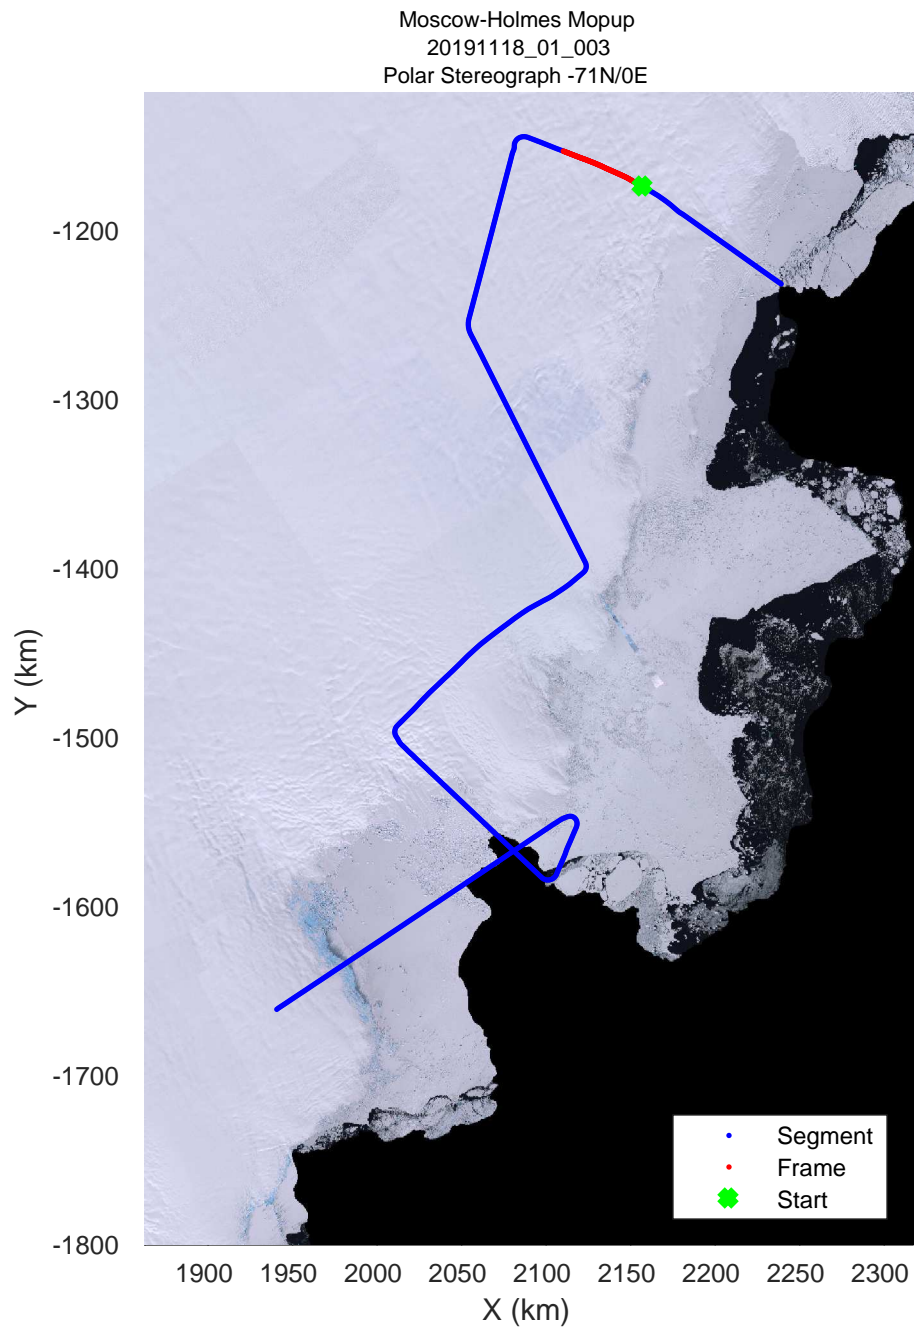 Moscow-Holmes Mopup
20191118_01_003
Polar Stereograph -71N/0E
-1200
-1300
-1400
-1500
-1600
-1700
-1800
Y (km)
1900 1950 2000 2050 2100 2150 2200 2250 2300
X (km)
Segment
Frame
Start